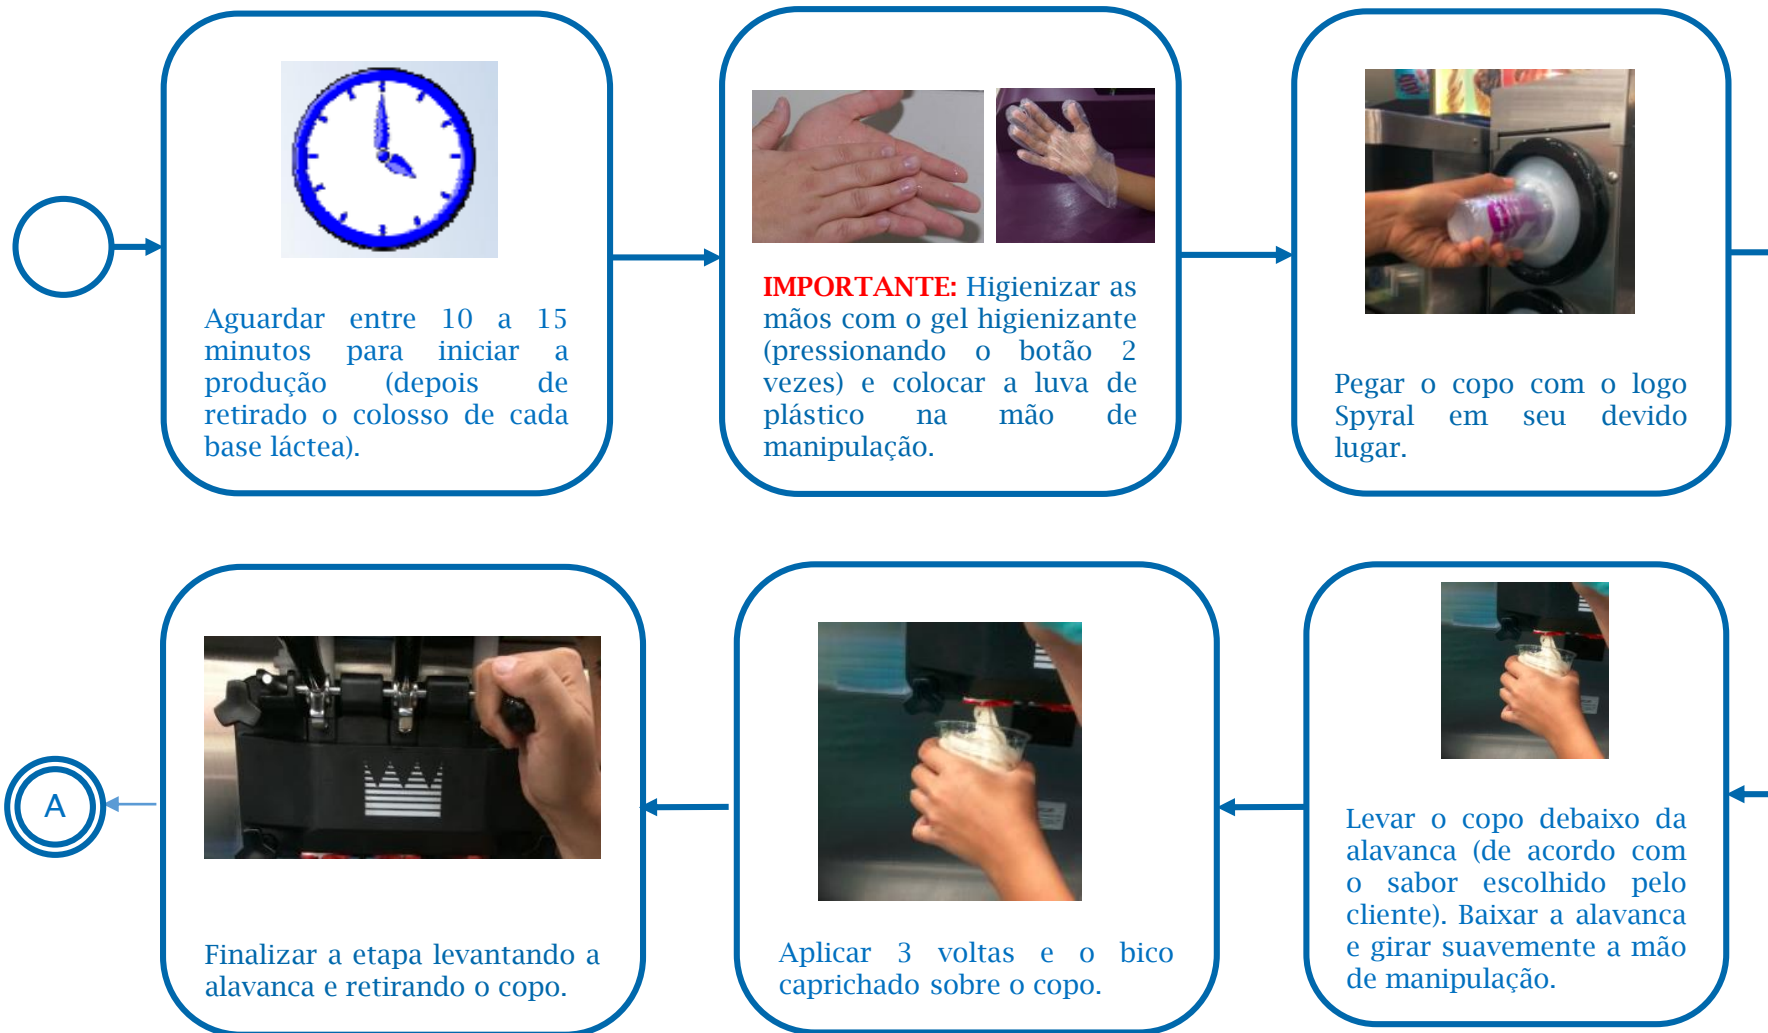 Aguardar entre 10 a 15
minutos para iniciar a
produção (depois de
retirado o colosso de cada
base láctea).
IMPORTANTE: Higienizar as
mãos com o gel higienizante
(pressionando o botão 2
vezes) e colocar a luva de
plástico na mão de
manipulação.
Pegar o copo com o logo
Spyral em seu devido
lugar.
Levar o copo debaixo da
alavanca (de acordo com
o sabor escolhido pelo
cliente). Baixar a alavanca
e girar suavemente a mão
de manipulação.
Aplicar 3 voltas e o bico
caprichado sobre o copo.
Finalizar a etapa levantando a
alavanca e retirando o copo.
A